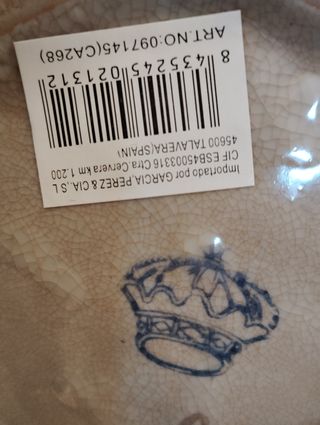 Importado por GARCIA,PEREZ & CIA.,S L
CIF ESB45003316 Ctra.Cervera km 1,200
45600 TALAVERA(SPAIN)
8 435245 021312
ART.NO:097145(CA268)